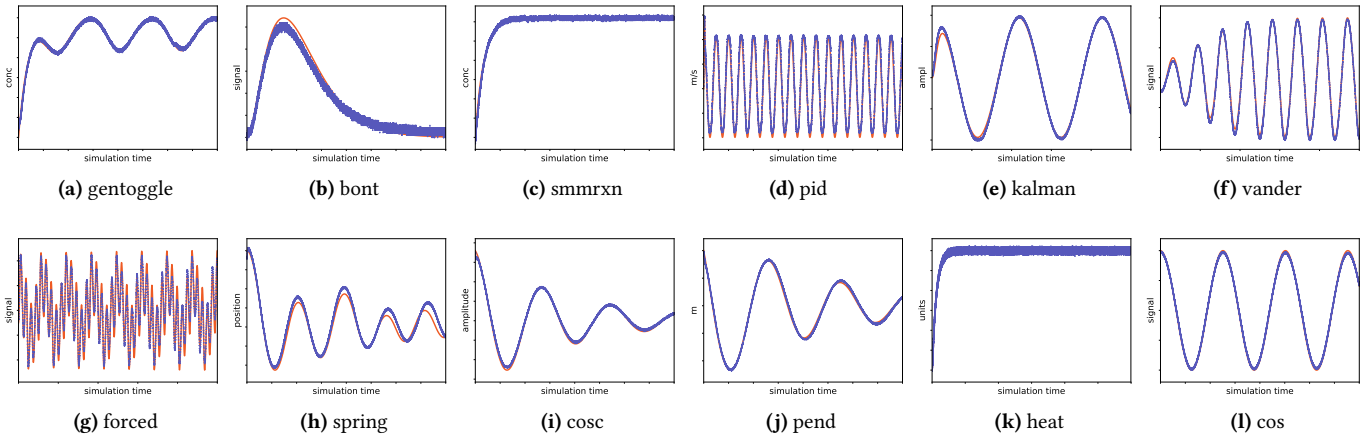 conc
simulation time
(a) gentoggle
signal
simulation time
(b) bont
conc
simulation time
(c) smmrxn
m/s
simulation time
(d) pid
ampl
simulation time
(e) kalman
signal
simulation time
(f) vander
signal
simulation time
(g) forced
position
simulation time
(h) spring
amplitude
simulation time
(i) cosc
m
simulation time
(j) pend
units
simulation time
(k) heat
signal
simulation time
(l) cos